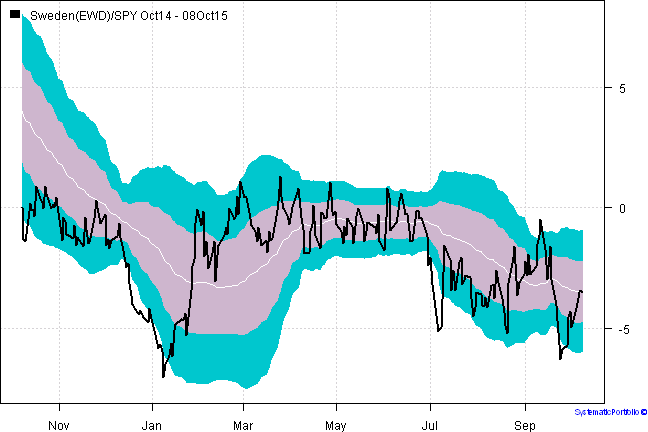 Sweden(EWD)/SPY Oct14 - 08Oct15
5
0
-5
Nov Jan Mar May Jul Sep
SystematicPortfolio ©